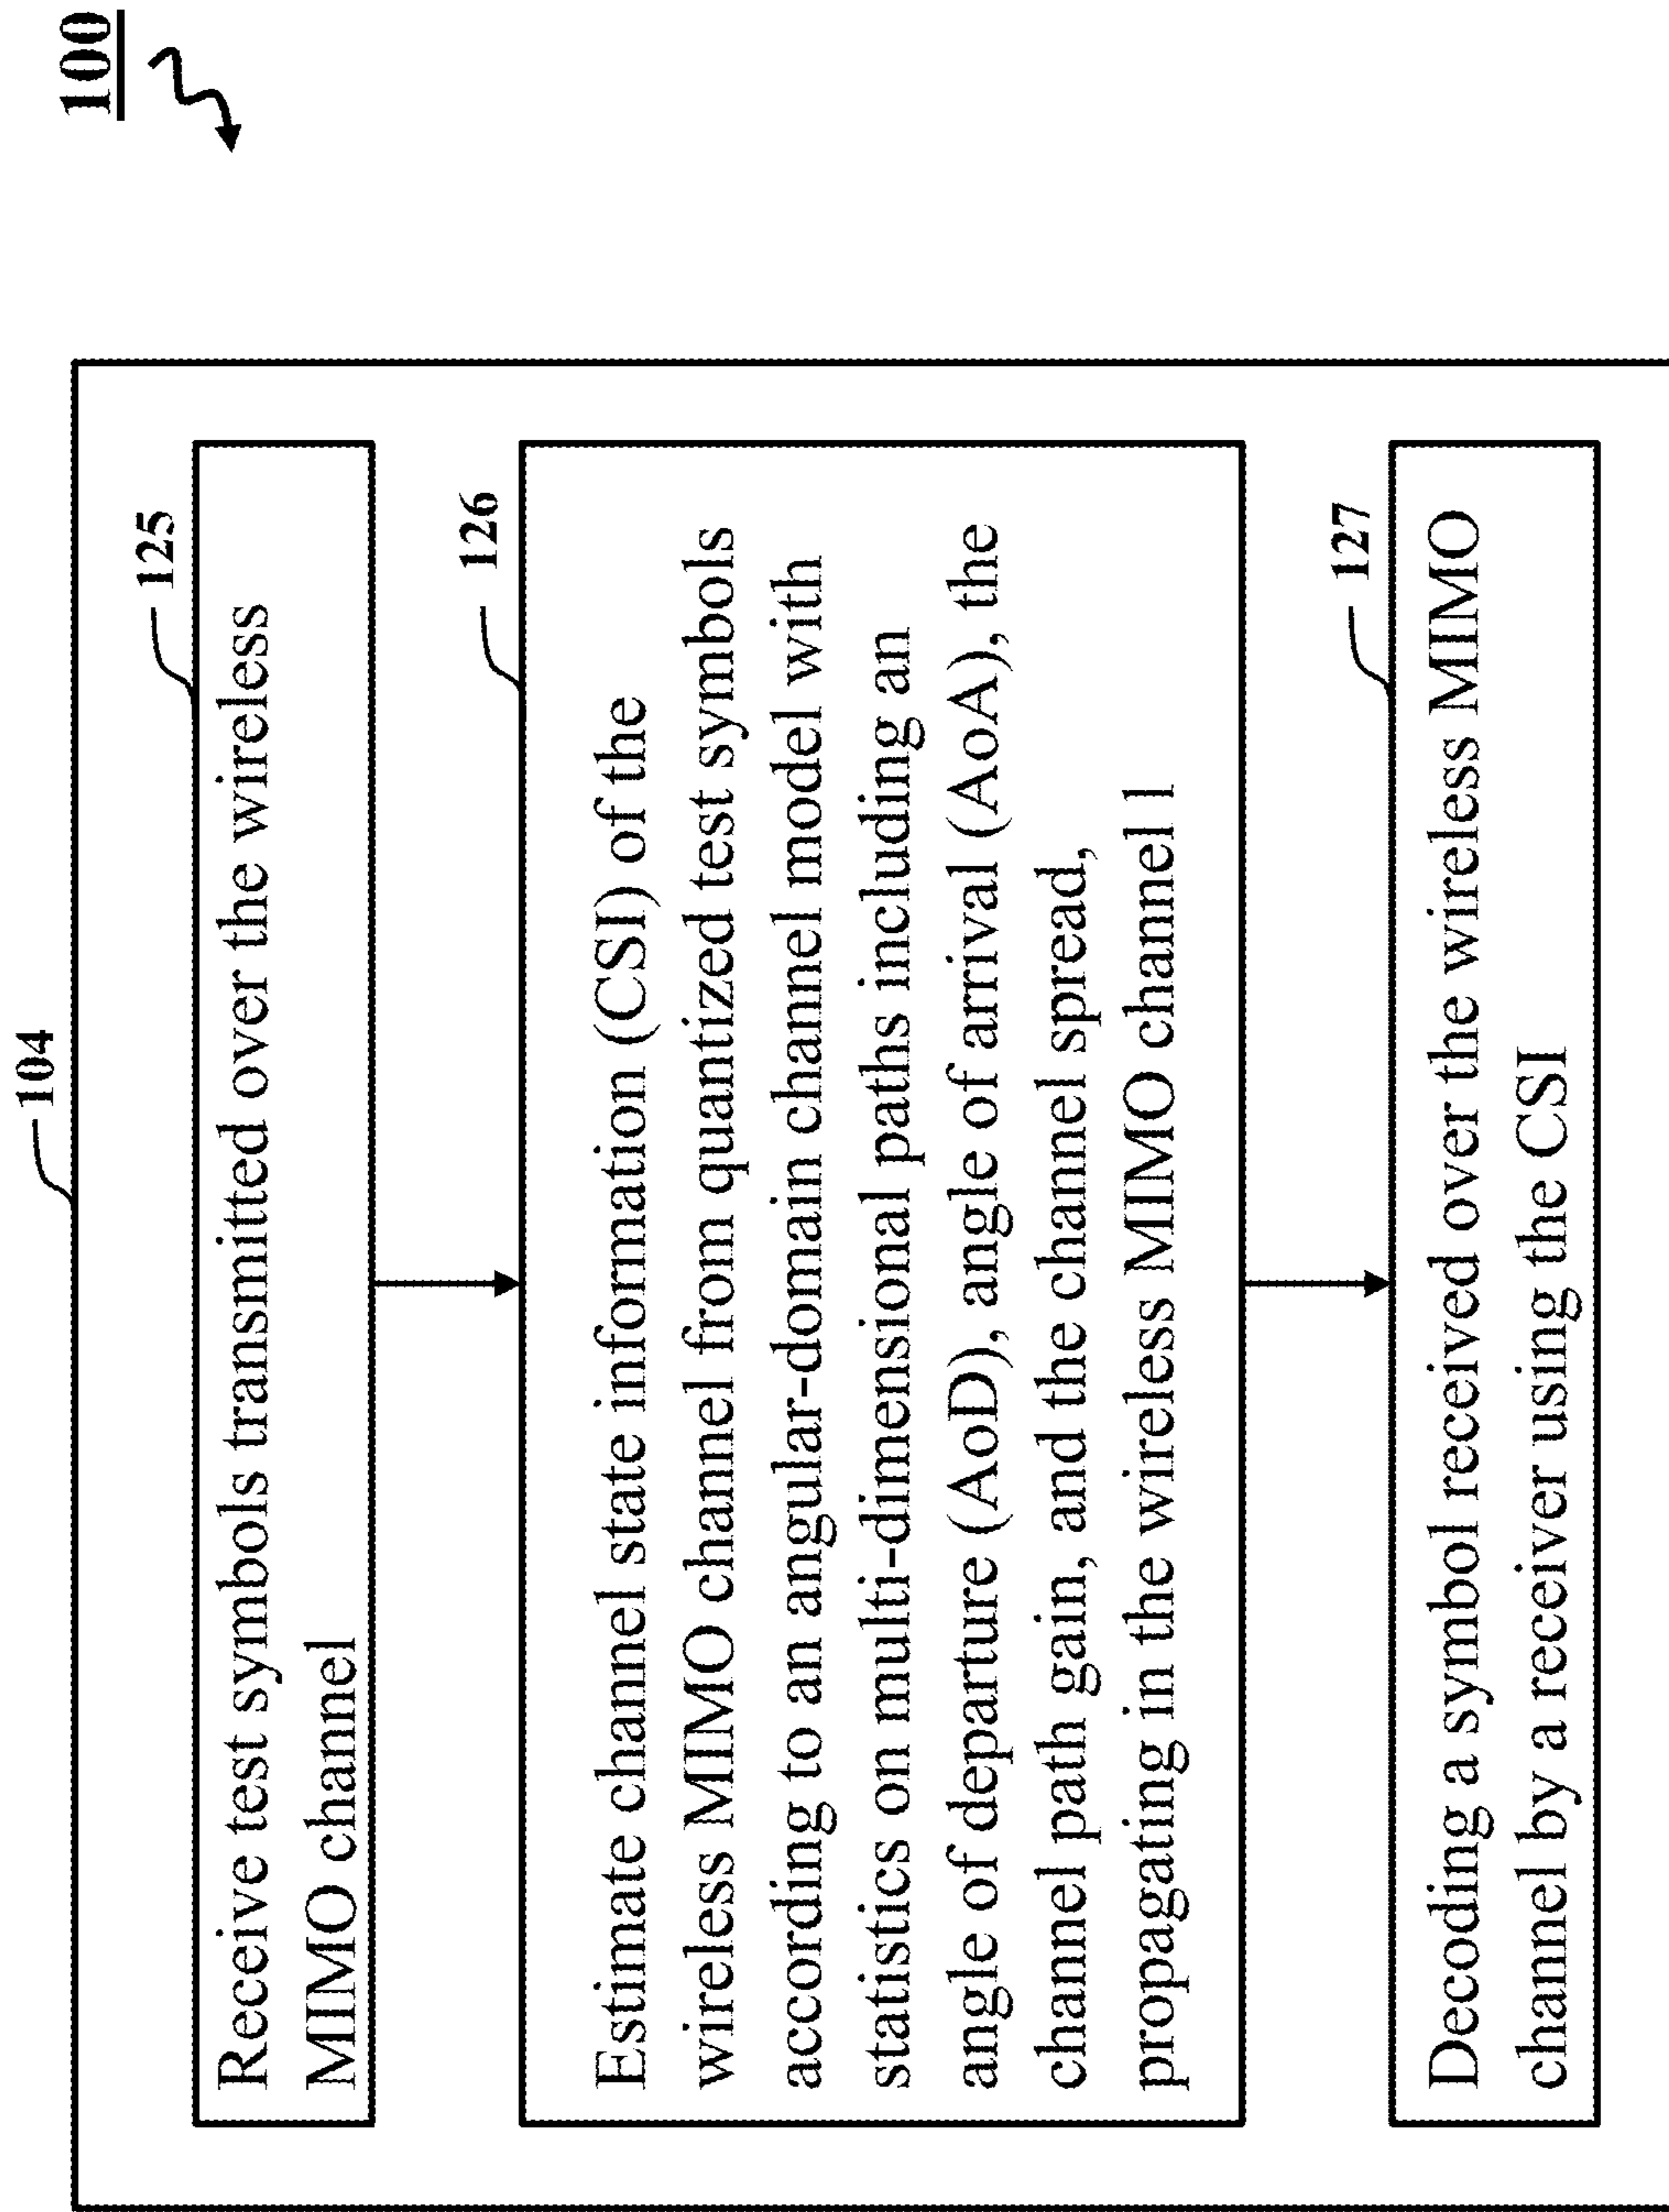 100
104
125
Receive test symbols transmitted over the wireless
MIMO channel
126
Estimate channel state information (CSI) of the
wireless MIMO channel from quantized test symbols
according to an angular-domain channel model with
statistics on multi-dimensional paths including an
angle of departure (AoD), angle of arrival (AoA), the
channel path gain, and the channel spread,
propagating in the wireless MIMO channel l
127
Decoding a symbol received over the wireless MIMO
channel by a receiver using the CSI